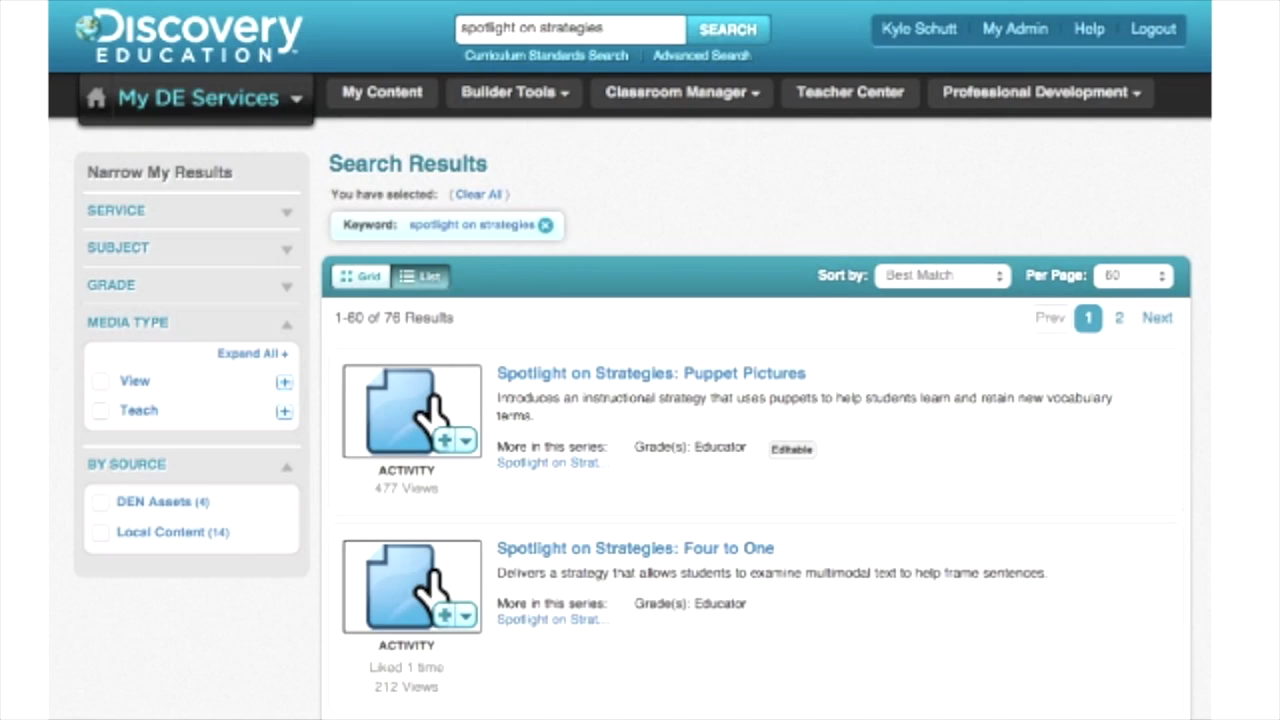 Discovery
EDUCATION™
spotlight on strategies
SEARCH
Curriculum Standards Search
Advanced Search
Kyle Schutt
My Admin
Help
Logout
My DE Services
My Content
Builder Tools
Classroom Manager
Teacher Center
Professional Development
Narrow My Results
SERVICE
SUBJECT
GRADE
MEDIA TYPE
Expand All +
View
Teach
BY SOURCE
DEN Assets (4)
Local Content (14)
Search Results
You have selected: (Clear All)
Keyword: spotlight on strategies
Grid
List
Sort by: Best Match
Per Page: 60
1-60 of 76 Results
Prev 1 2 Next
Spotlight on Strategies: Puppet Pictures
Introduces an instructional strategy that uses puppets to help students learn and retain new vocabulary
terms.
More in this series: Grade(s): Educator Editable
Spotlight on Strat...
ACTIVITY
477 Views
Spotlight on Strategies: Four to One
Delivers a strategy that allows students to examine multimodal text to help frame sentences.
More in this series: Grade(s): Educator
Spotlight on Strat...
ACTIVITY
Liked 1 time
212 Views